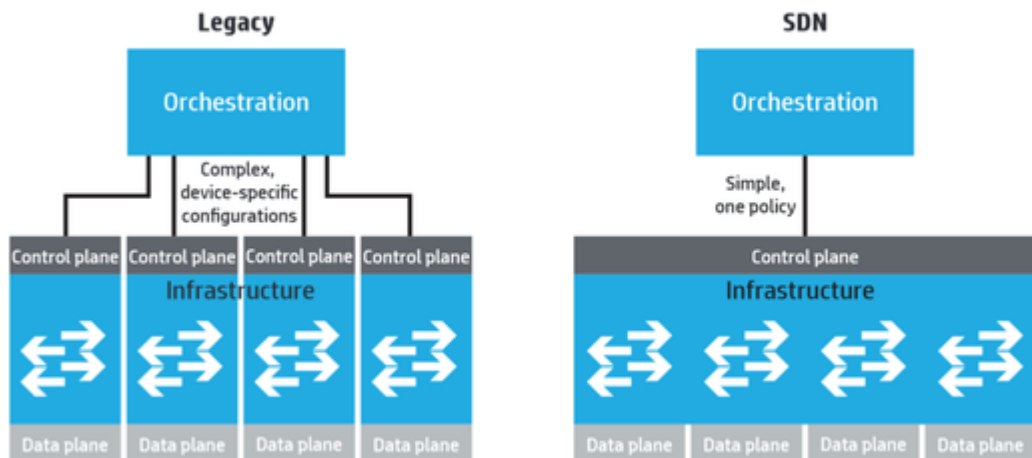 Legacy
Orchestration
Complex,
device-specific
configurations
Control plane Control plane Control plane Control plane
Infrastructure
Data plane Data plane Data plane Data plane
SDN
Orchestration
Simple,
one policy
Control plane
Infrastructure
Data plane Data plane Data plane Data plane